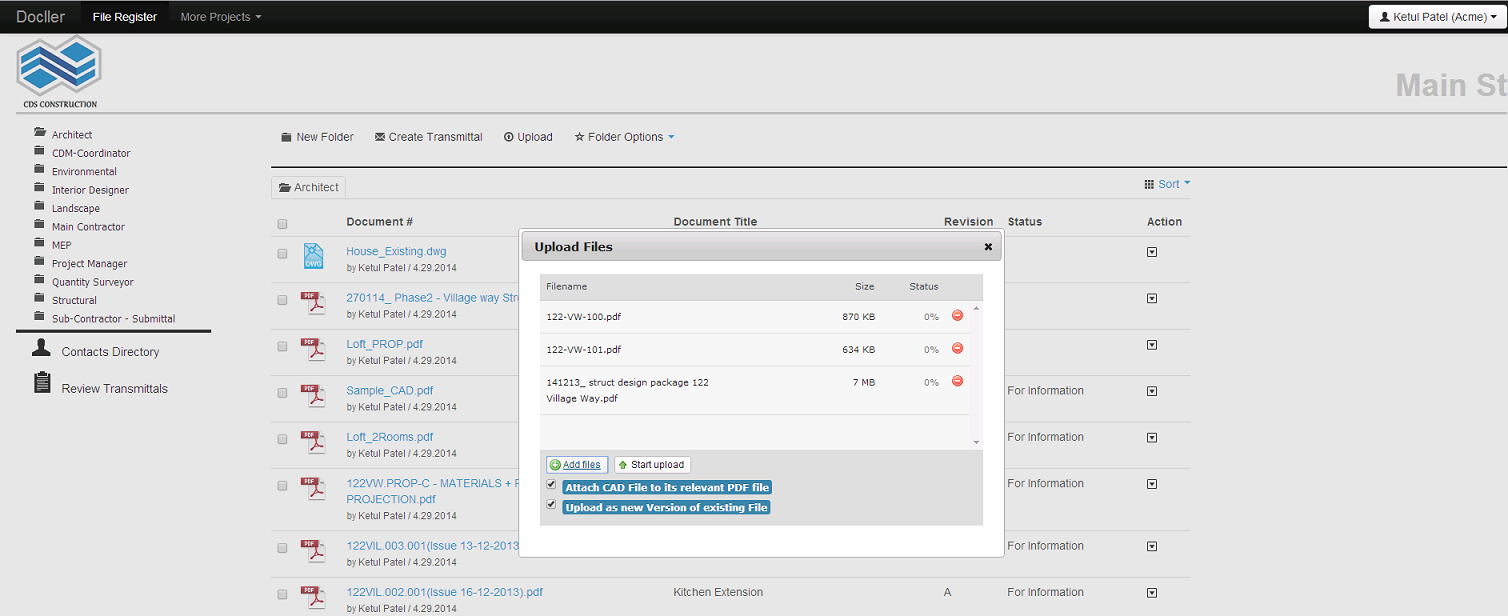 Docller File Register More Projects Ketul Patel (Acme)
CDS CONSTRUCTION
Main St
Architect
CDM-Coordinator
Environmental
Interior Designer
Landscape
Main Contractor
MEP
Project Manager
Quantity Surveyor
Structural
Sub-Contractor - Submittal
Contacts Directory
Review Transmittals
New Folder Create Transmittal Upload Folder Options
Architect Sort
Document # Document Title Revision Status Action
DWG
House_Existing.dwg
by Ketul Patel / 4.29.2014
PDF
270114_ Phase2 - Village way Stru
by Ketul Patel / 4.29.2014
PDF
Loft_PROP.pdf
by Ketul Patel / 4.29.2014
PDF
Sample_CAD.pdf For Information
by Ketul Patel / 4.29.2014
PDF
Loft_2Rooms.pdf For Information
by Ketul Patel / 4.29.2014
PDF
122VW.PROP-C - MATERIALS + P For Information
PROJECTION.pdf
by Ketul Patel / 4.29.2014
PDF
122VIL.003.001(Issue 13-12-2013 For Information
by Ketul Patel / 4.29.2014
PDF
122VIL.002.001(Issue 16-12-2013).pdf Kitchen Extension A For Information
by Ketul Patel / 4.29.2014
Upload Files
Filename Size Status
122-VW-100.pdf 870 KB 0%
122-VW-101.pdf 634 KB 0%
141213_ struct design package 122 7 MB 0%
Village Way.pdf
Add files Start upload
Attach CAD File to its relevant PDF file
Upload as new Version of existing File